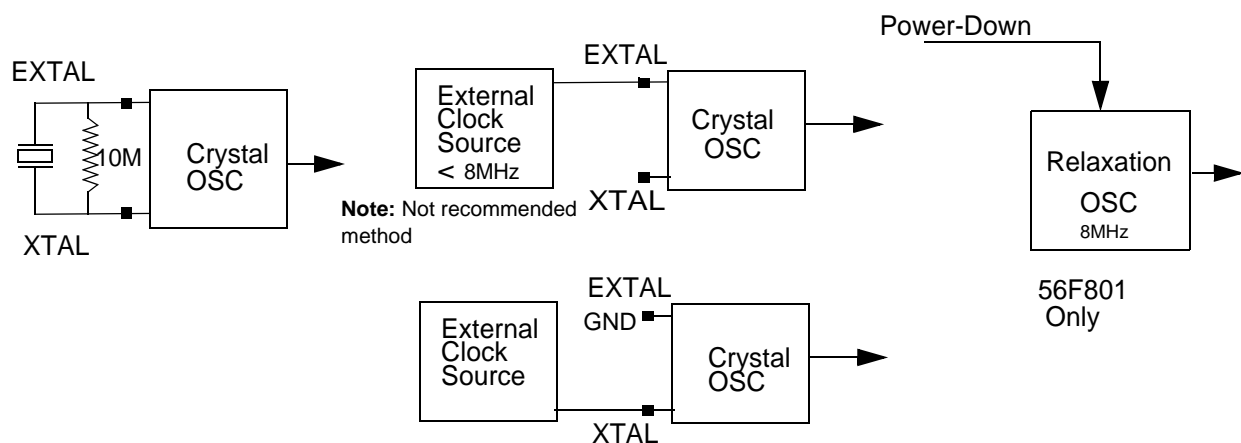 EXTAL
10M
Crystal
OSC
XTAL
External
Clock
Source
< 8MHz
EXTAL
XTAL
Crystal
OSC
Note: Not recommended
method
Power-Down
Relaxation
OSC
8MHz
56F801
Only
External
Clock
Source
EXTAL
GND
XTAL
Crystal
OSC